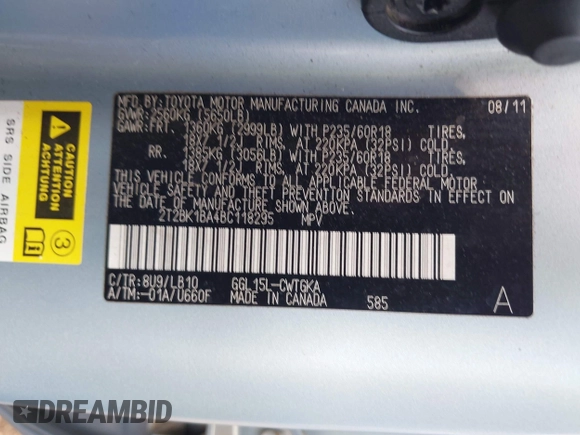 MFD. BY: TOYOTA MOTOR MANUFACTURING CANADA INC. 08/11
GVWR: 2560KG (5650LB)
GAWR: FRT. 1360KG (2999LB) WITH P235/60R18 TIRES,
18X7 1/2J RIMS, AT 220KPA (32PSI) COLD.
RR. 1385KG (3056LB) WITH P235/60R18 TIRES,
18X7 1/2J RIMS, AT 220KPA (32PSI) COLD.
THIS VEHICLE CONFORMS TO ALL APPLICABLE FEDERAL MOTOR
VEHICLE SAFETY AND THEFT PREVENTION STANDARDS IN EFFECT ON
THE DATE OF MANUFACTURE SHOWN ABOVE.
2T2BK1BA4BC118295 MPV
C/TR: 8U9/LB10 GGL15L-CWTGKA
A/TM: -01A/U660F MADE IN CANADA 585 A
CAUTION
ATTENTION
ACHTUNG
3
SRS SIDE AIRBAG
DREAMBID